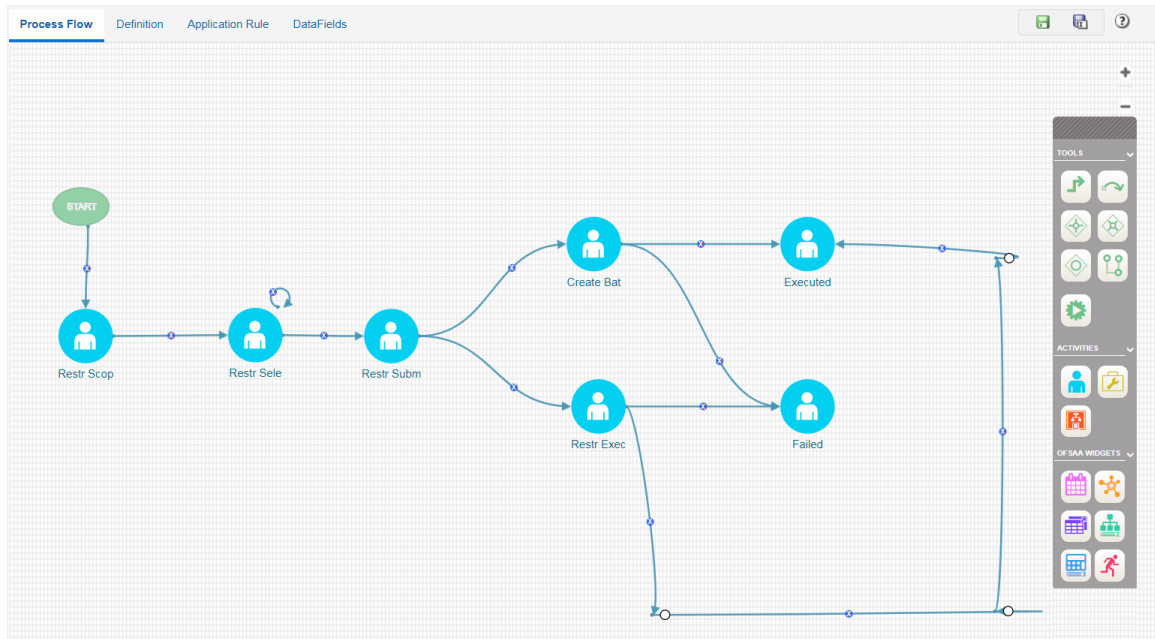 Process Flow
Definition
Application Rule
DataFields
TOOLS
START
Create Bat
Executed
Restr Scop
Restr Sele
Restr Subm
ACTIVITIES
Restr Exec
Failed
OFSAA WIDGETS